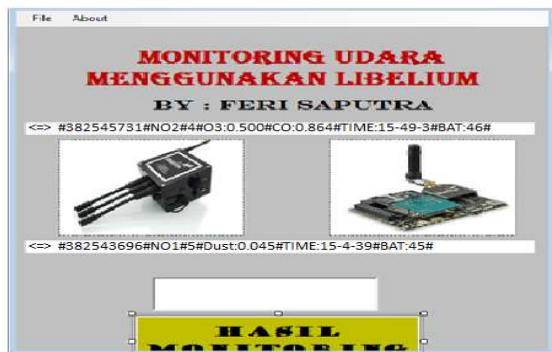 File About
MONITORING UDARA
MENGGUNAKAN LIBELIUM
BY : FERI SAPUTRA
<=> #382545731#NO2#4#O3:0.500#CO:0.864#TIME:15-49-3#BAT:46#
<=> #382543696#NO1#5#Dust:0.045#TIME:15-4-39#BAT:45#
HASIL
MONITORING